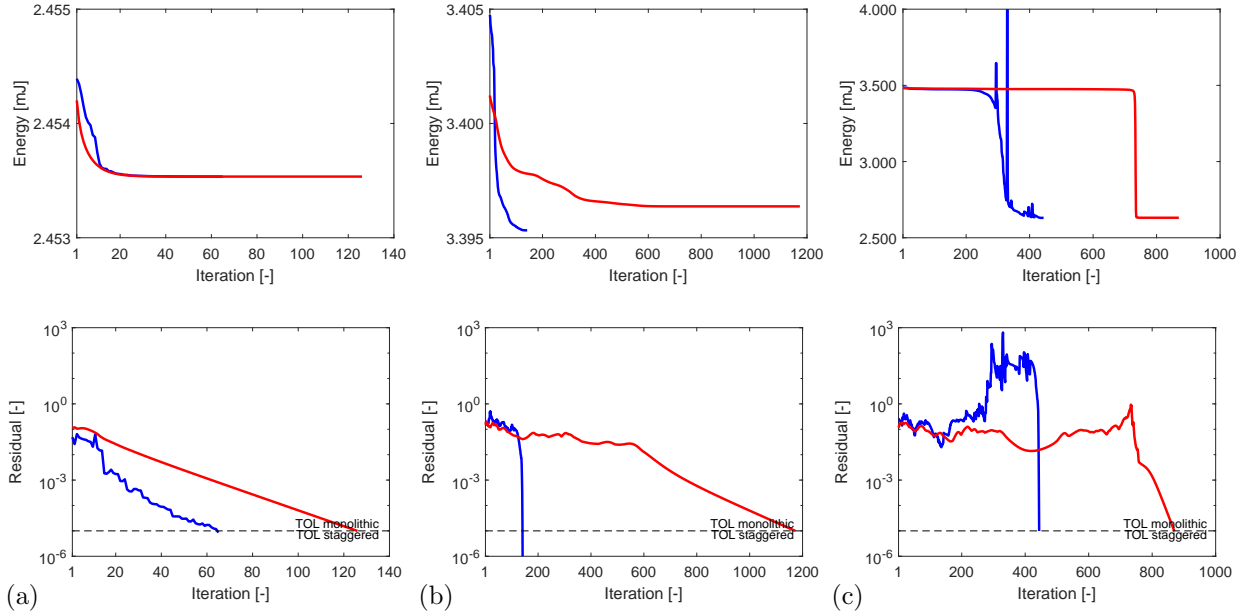 2.455
2.454
2.453
Energy [mJ]
1 20 40 60 80 100 120 140
Iteration [-]
3.405
3.400
3.395
Energy [mJ]
1 200 400 600 800 1000 1200
Iteration [-]
4.000
3.500
3.000
2.500
Energy [mJ]
1 200 400 600 800 1000
Iteration [-]
10^3
10^0
10^-3
10^-6
Residual [-]
TOL monolithic
TOL staggered
1 20 40 60 80 100 120 140
Iteration [-]
(a)
10^3
10^0
10^-3
10^-6
Residual [-]
TOL monolithic
TOL staggered
1 200 400 600 800 1000 1200
Iteration [-]
(b)
10^3
10^0
10^-3
10^-6
Residual [-]
TOL monolithic
TOL staggered
1 200 400 600 800 1000
Iteration [-]
(c)